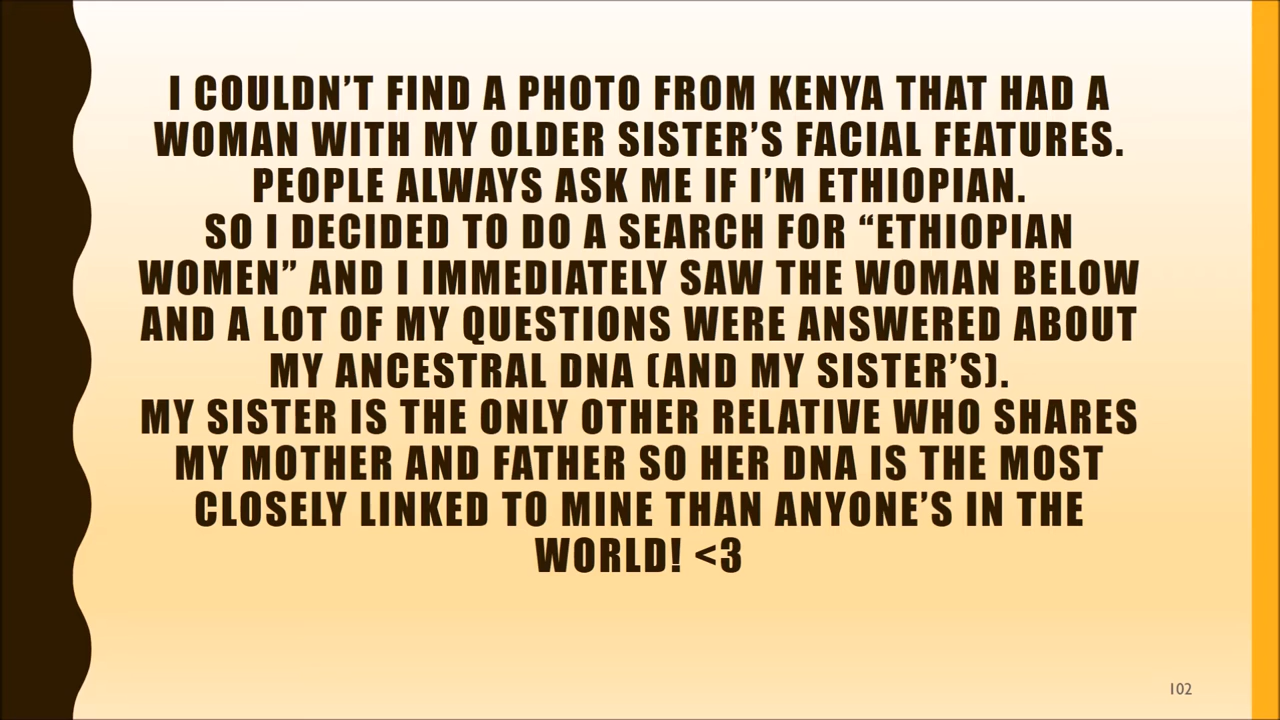 I COULDN’T FIND A PHOTO FROM KENYA THAT HAD A
WOMAN WITH MY OLDER SISTER’S FACIAL FEATURES.
PEOPLE ALWAYS ASK ME IF I’M ETHIOPIAN.
SO I DECIDED TO DO A SEARCH FOR “ETHIOPIAN
WOMEN” AND I IMMEDIATELY SAW THE WOMAN BELOW
AND A LOT OF MY QUESTIONS WERE ANSWERED ABOUT
MY ANCESTRAL DNA (AND MY SISTER’S).
MY SISTER IS THE ONLY OTHER RELATIVE WHO SHARES
MY MOTHER AND FATHER SO HER DNA IS THE MOST
CLOSELY LINKED TO MINE THAN ANYONE’S IN THE
WORLD! <3
102